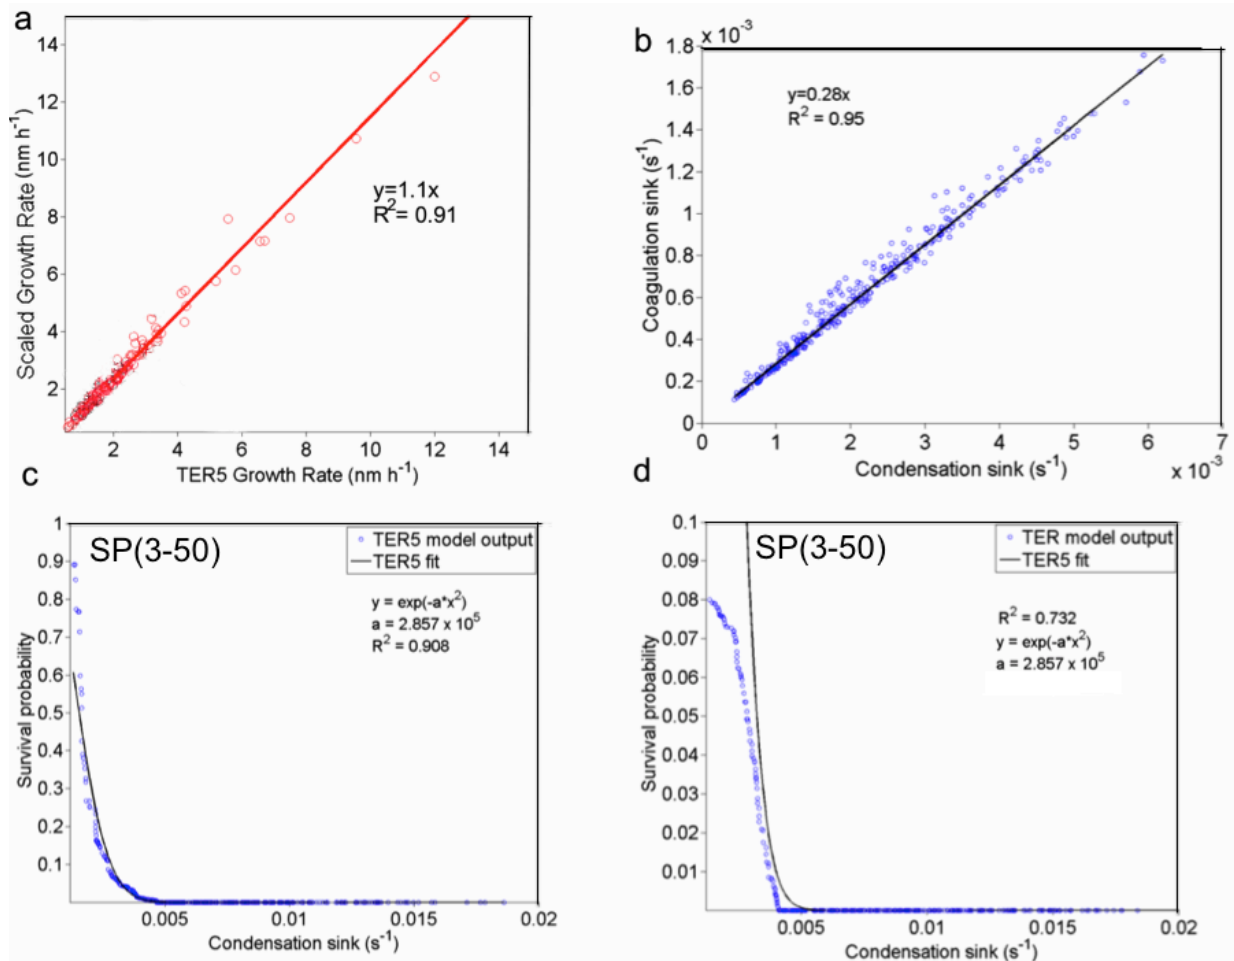 a
14
12
10
8
6
4
2
Scaled Growth Rate (nm h⁻¹)
y=1.1x
R²= 0.91
2 4 6 8 10 12 14
TER5 Growth Rate (nm h⁻¹)
b
x 10⁻³
1.8
1.6
1.4
1.2
1
0.8
0.6
0.4
0.2
0
Coagulation sink (s⁻¹)
y=0.28x
R² = 0.95
0 1 2 3 4 5 6 7
Condensation sink (s⁻¹)
x 10⁻³
c
1
0.9
0.8
0.7
0.6
0.5
0.4
0.3
0.2
0.1
Survival probability
SP(3-50)
TER5 model output
TER5 fit
y = exp(-a*x²)
a = 2.857 x 10⁵
R² = 0.908
0.005 0.01 0.015 0.02
Condensation sink (s⁻¹)
d
0.1
0.09
0.08
0.07
0.06
0.05
0.04
0.03
0.02
0.01
Survival probability
SP(3-50)
TER model output
TER5 fit
R² = 0.732
y = exp(-a*x²)
a = 2.857 x 10⁵
0.005 0.01 0.015 0.02
Condensation sink (s⁻¹)